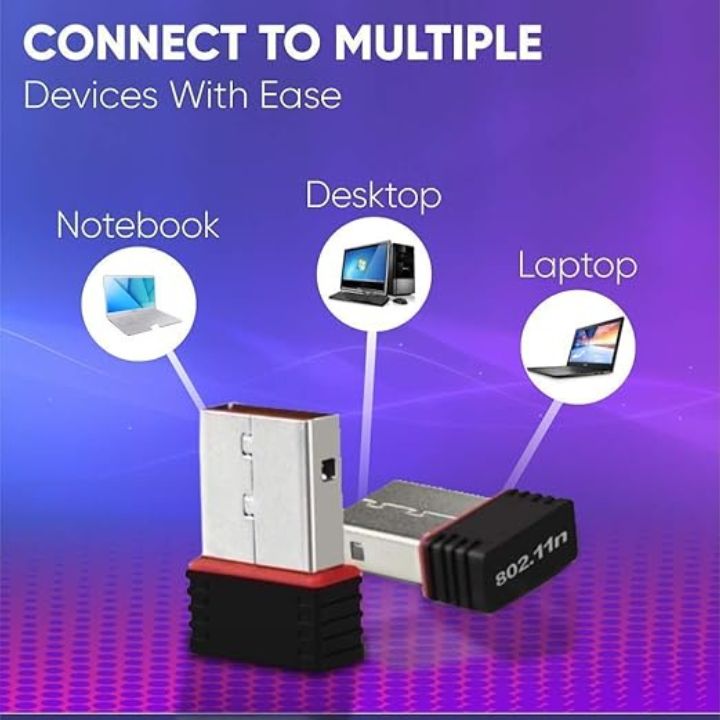 CONNECT TO MULTIPLE
Devices With Ease
Desktop
Notebook
Laptop
802.11n